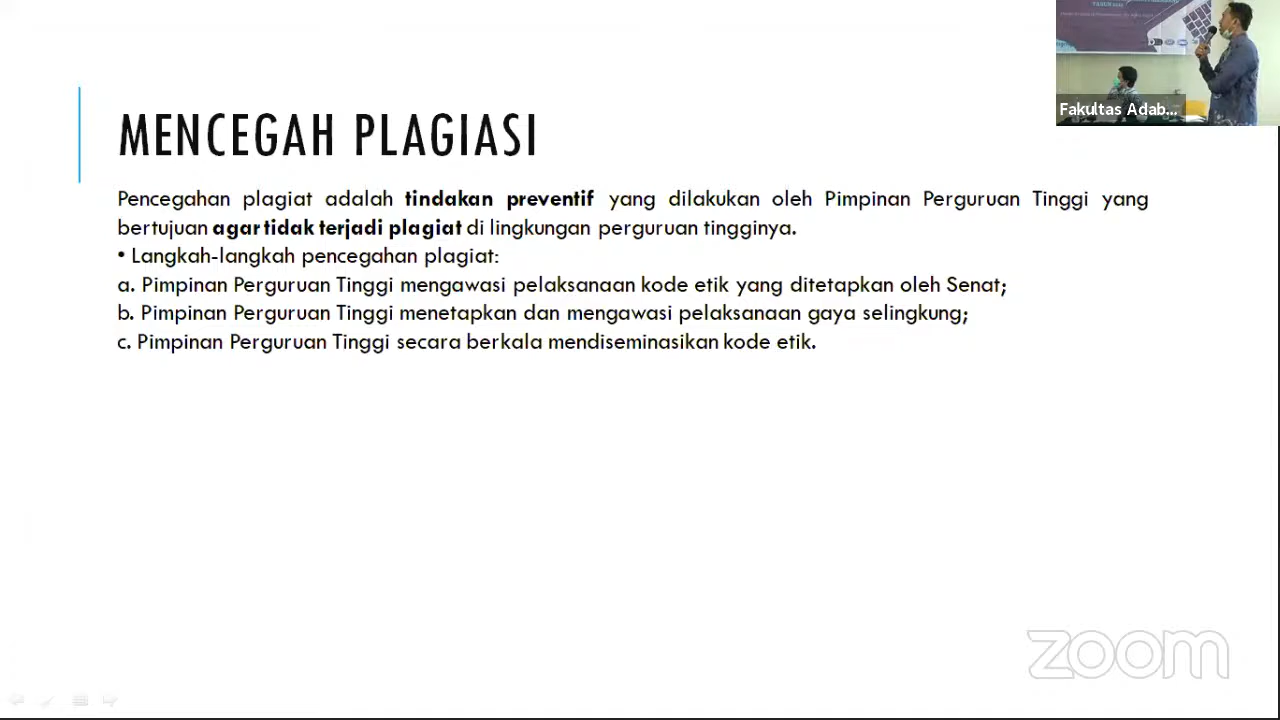 MENCEGAH PLAGIASI
Pencegahan plagiat adalah tindakan preventif yang dilakukan oleh Pimpinan Perguruan Tinggi yang
bertujuan agar tidak terjadi plagiat di lingkungan perguruan tingginya.
• Langkah-langkah pencegahan plagiat:
a. Pimpinan Perguruan Tinggi mengawasi pelaksanaan kode etik yang ditetapkan oleh Senat;
b. Pimpinan Perguruan Tinggi menetapkan dan mengawasi pelaksanaan gaya selingkung;
c. Pimpinan Perguruan Tinggi secara berkala mendiseminasikan kode etik.
Fakultas Adab...
zoom